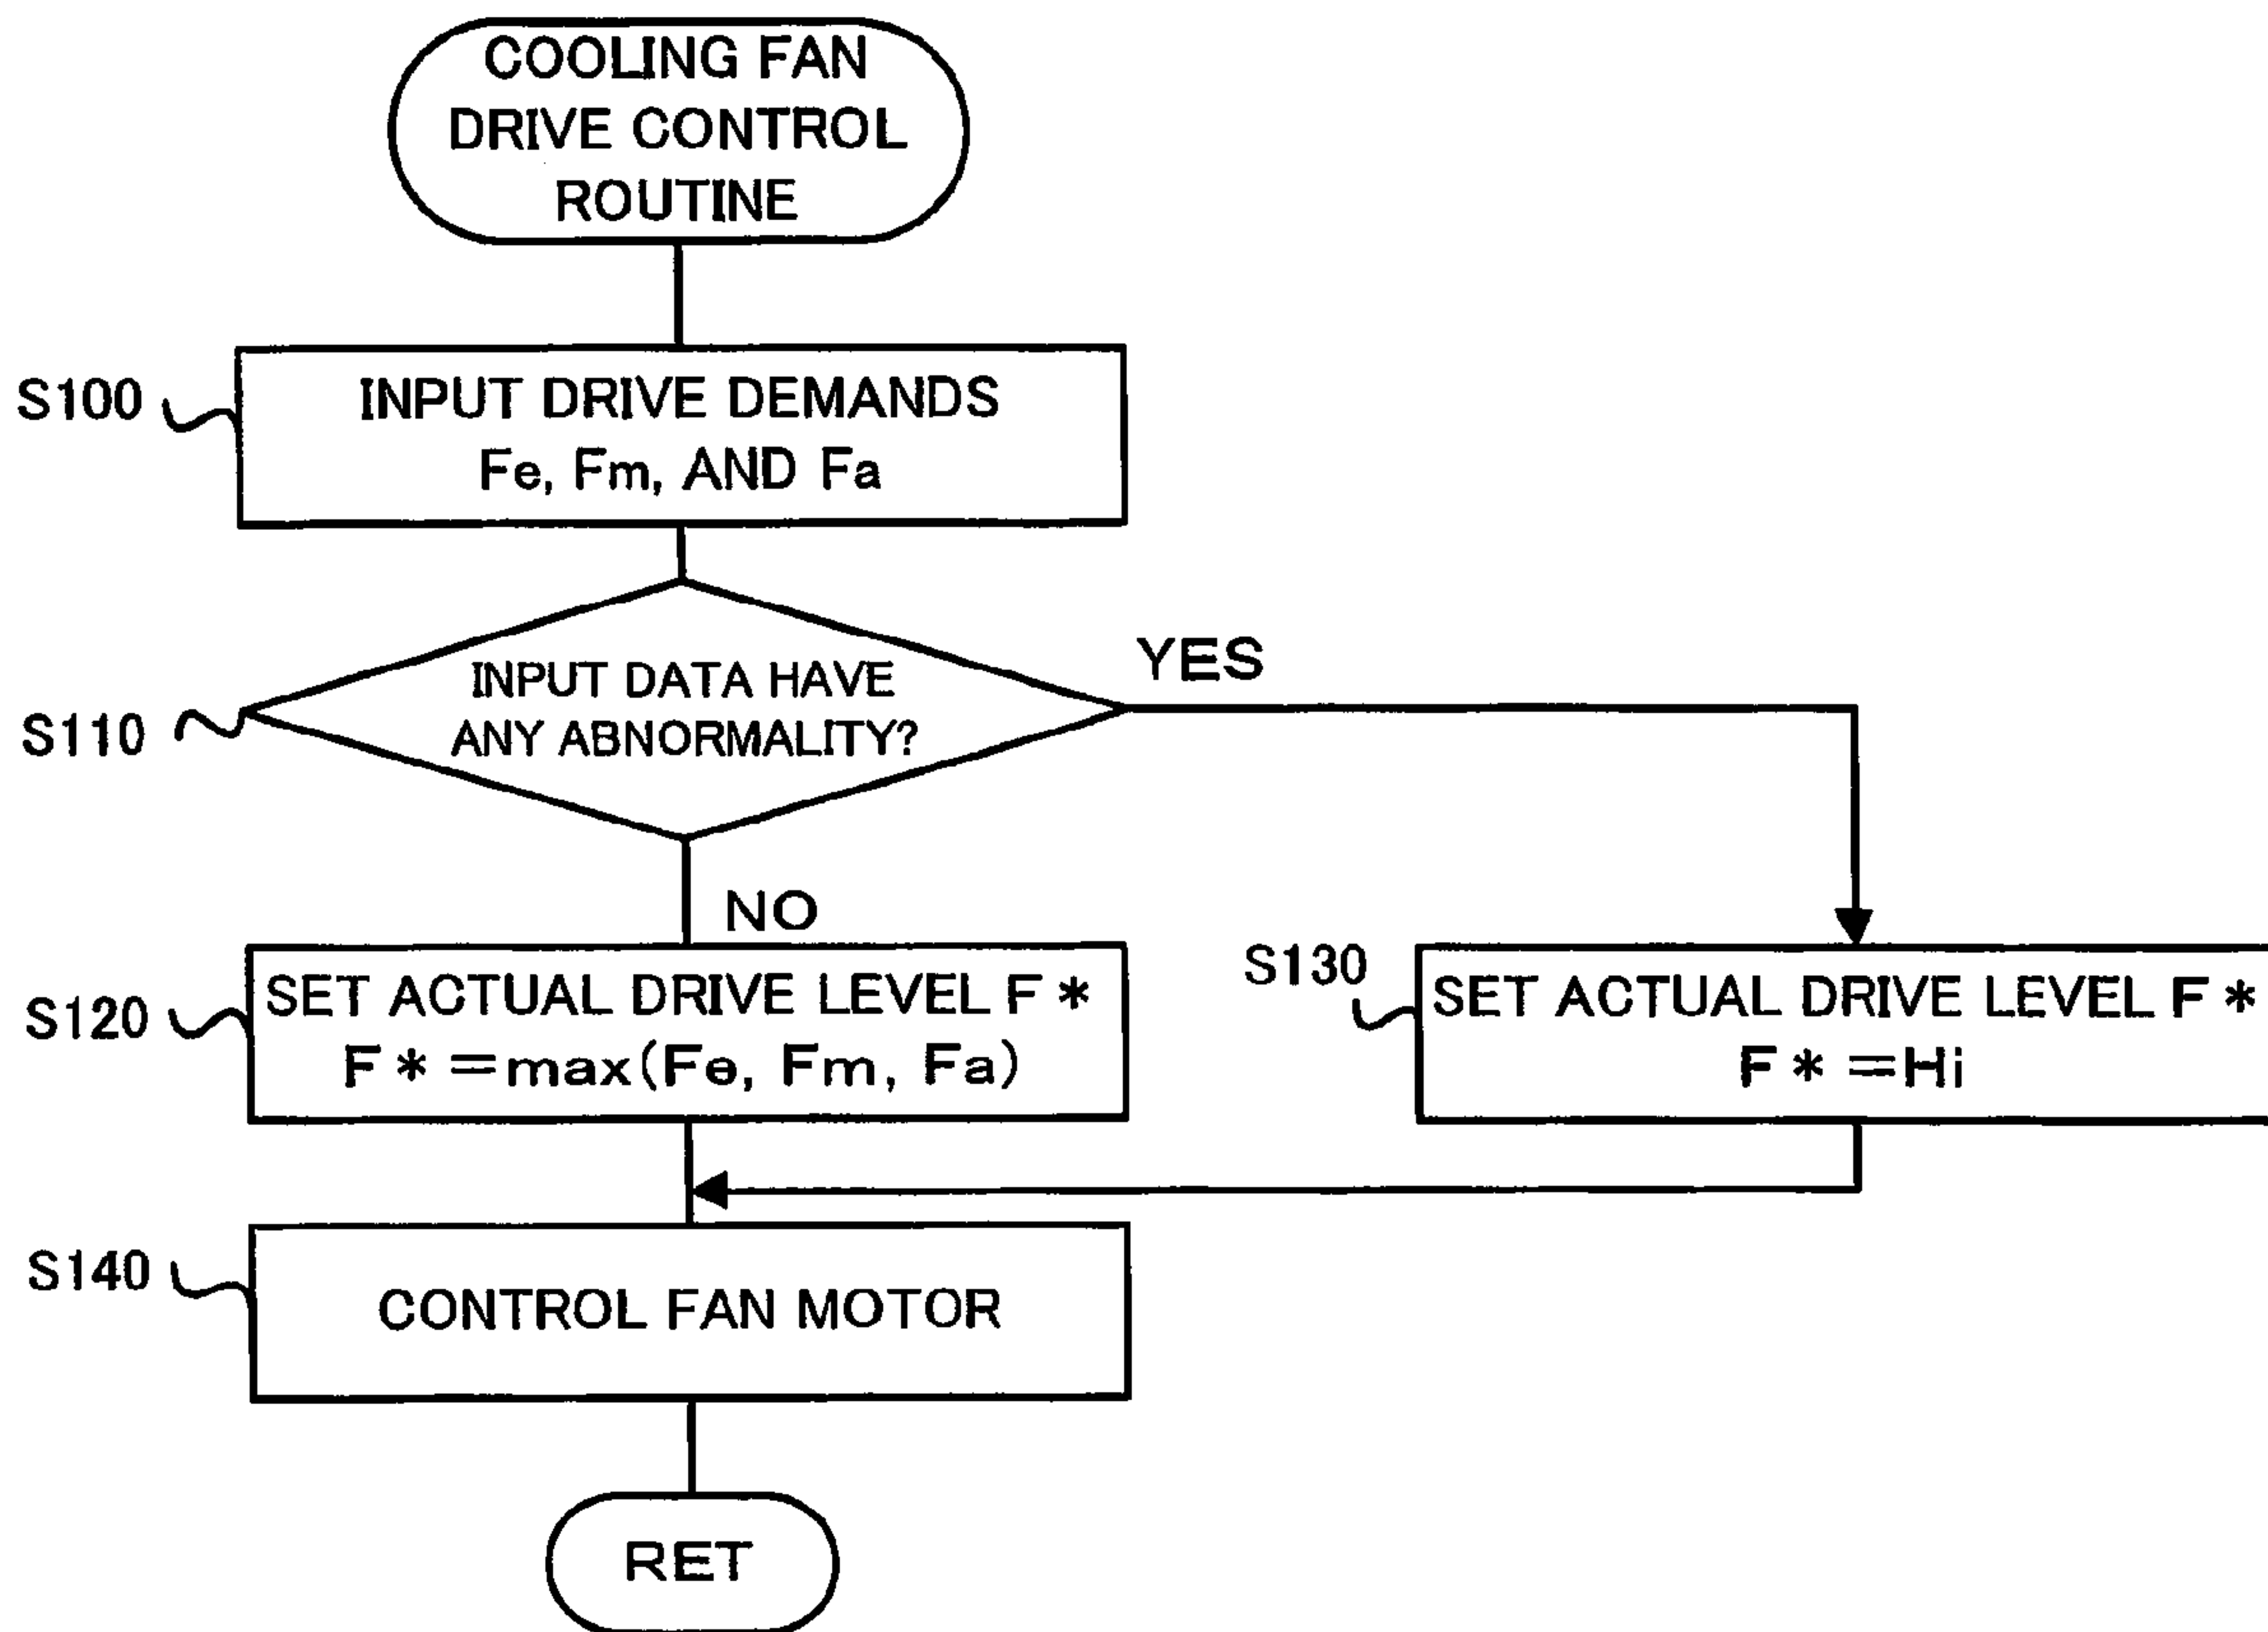 COOLING FAN
DRIVE CONTROL
ROUTINE
S100
INPUT DRIVE DEMANDS
Fe, Fm, AND Fa
S110
INPUT DATA HAVE
ANY ABNORMALITY?
YES
NO
S120
SET ACTUAL DRIVE LEVEL F *
F * =max(Fe, Fm, Fa)
S130
SET ACTUAL DRIVE LEVEL F *
F * =Hi
S140
CONTROL FAN MOTOR
RET